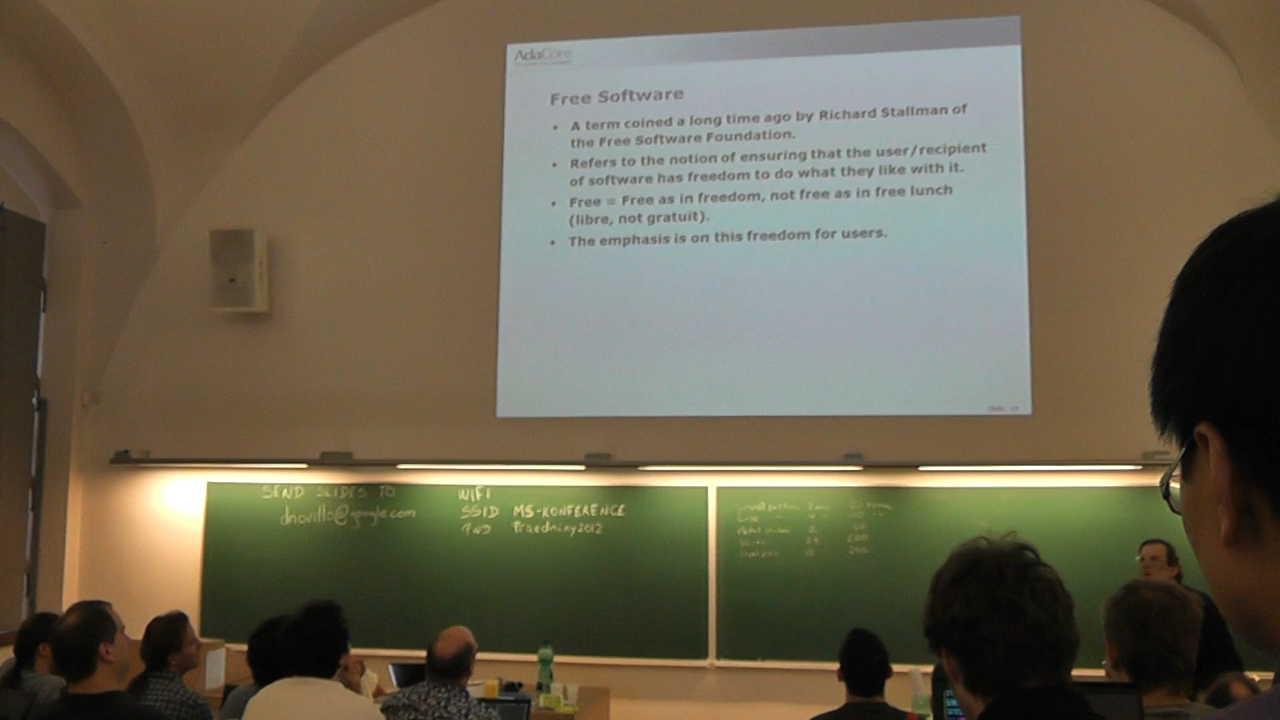 AdaCore
Free Software
• A term coined a long time ago by Richard Stallman of
the Free Software Foundation.
• Refers to the notion of ensuring that the user/recipient
of software has freedom to do what they like with it.
• Free = Free as in freedom, not free as in free lunch
(libre, not gratuit).
• The emphasis is on this freedom for users.
SEND SLIDES TO
dnovillo@google.com
WIFI
SSID MS-KONFERENCE
PWD Prazdniny2012